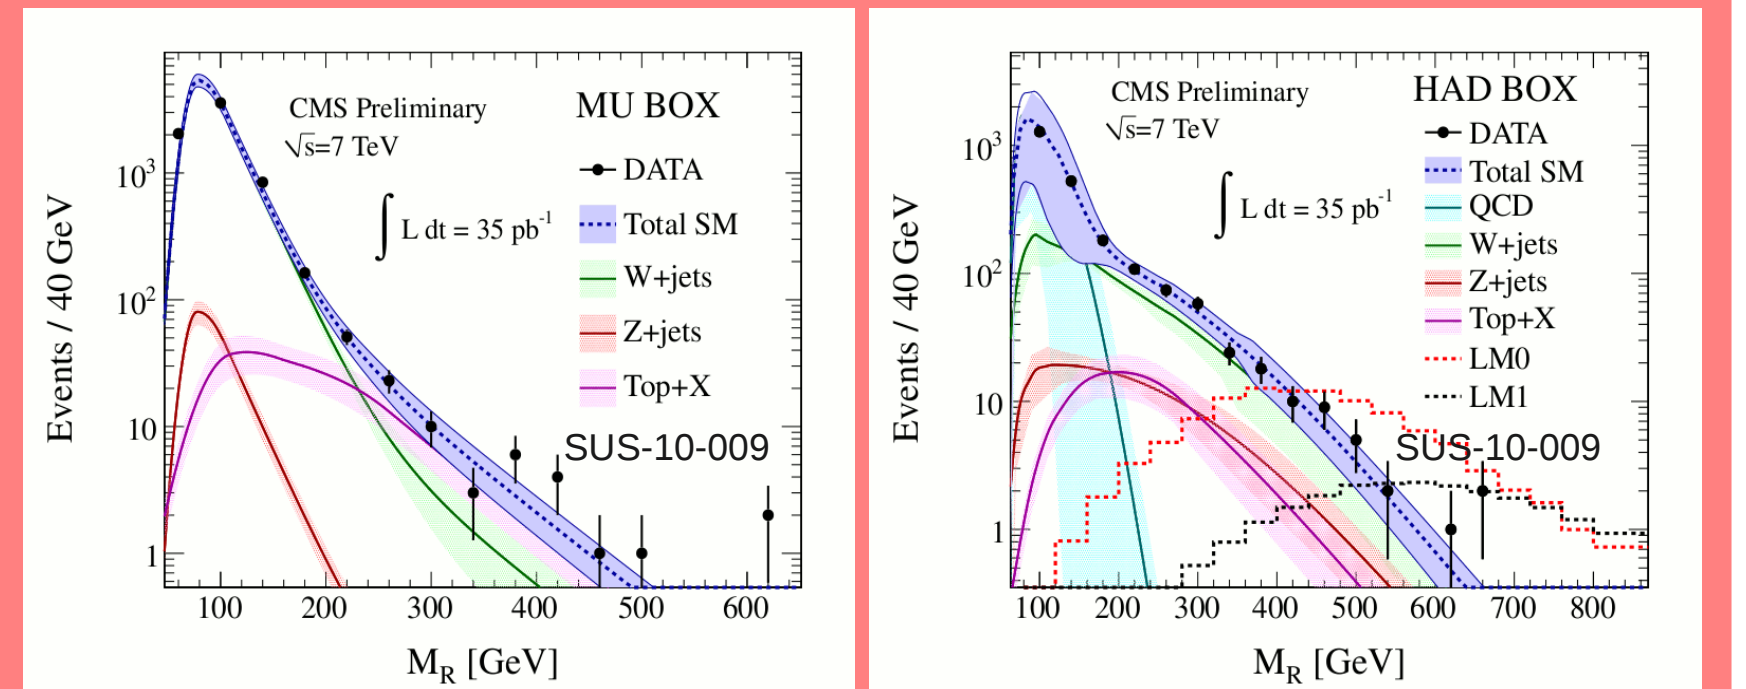 CMS Preliminary
√s=7 TeV
∫ L dt = 35 pb-1
MU BOX
DATA
Total SM
W+jets
Z+jets
Top+X
SUS-10-009
Events / 40 GeV
103
102
10
1
100 200 300 400 500 600
MR [GeV]
CMS Preliminary
√s=7 TeV
∫ L dt = 35 pb-1
HAD BOX
DATA
Total SM
QCD
W+jets
Z+jets
Top+X
LM0
LM1
SUS-10-009
Events / 40 GeV
103
102
10
1
100 200 300 400 500 600 700 800
MR [GeV]